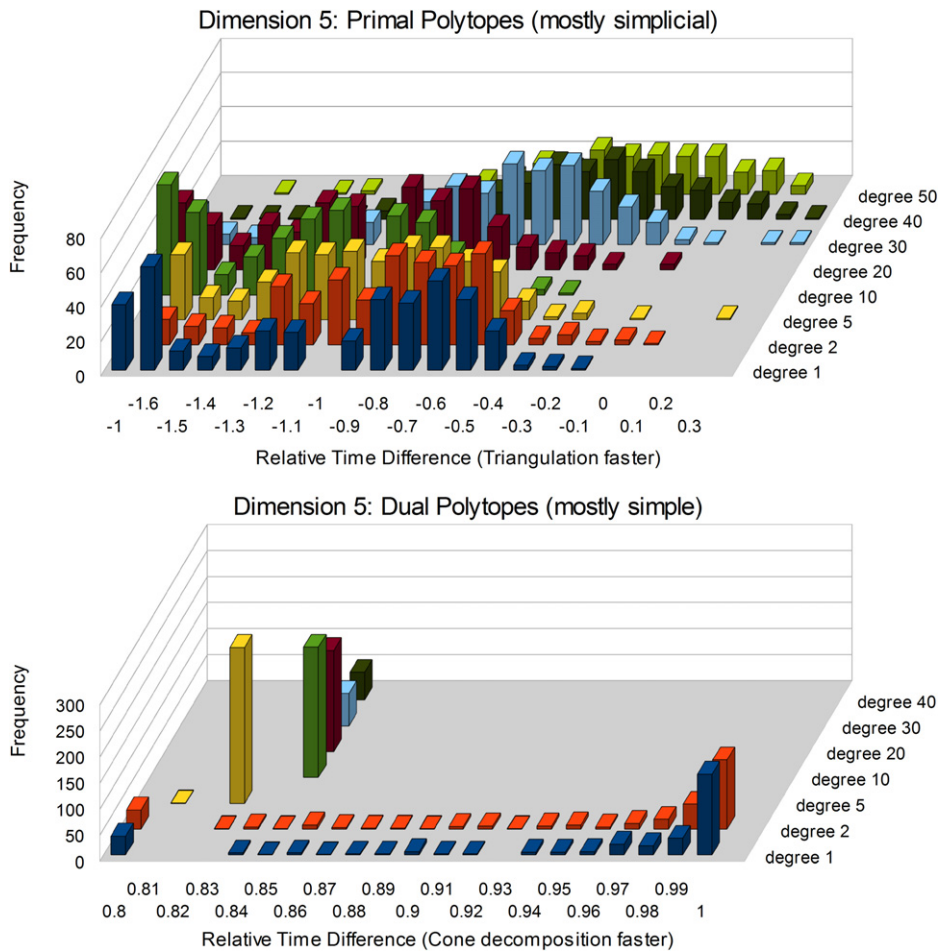 Dimension 5: Primal Polytopes (mostly simplicial)
Frequency
80
60
40
20
0
degree 50
degree 40
degree 30
degree 20
degree 10
degree 5
degree 2
degree 1
-1.6 -1.4 -1.2 -1 -0.8 -0.6 -0.4 -0.2 0 0.2
-1 -1.5 -1.3 -1.1 -0.9 -0.7 -0.5 -0.1 0.1 0.3
Relative Time Difference (Triangulation faster)
Dimension 5: Dual Polytopes (mostly simple)
Frequency
300
250
200
150
100
50
0
degree 40
degree 30
degree 20
degree 10
degree 5
degree 2
degree 1
0.81 0.83 0.85 0.87 0.89 0.91 0.93 0.95 0.97 0.99
0.8 0.82 0.84 0.86 0.88 0.9 0.92 0.94 0.96 0.98 1
Relative Time Difference (Cone decomposition faster)